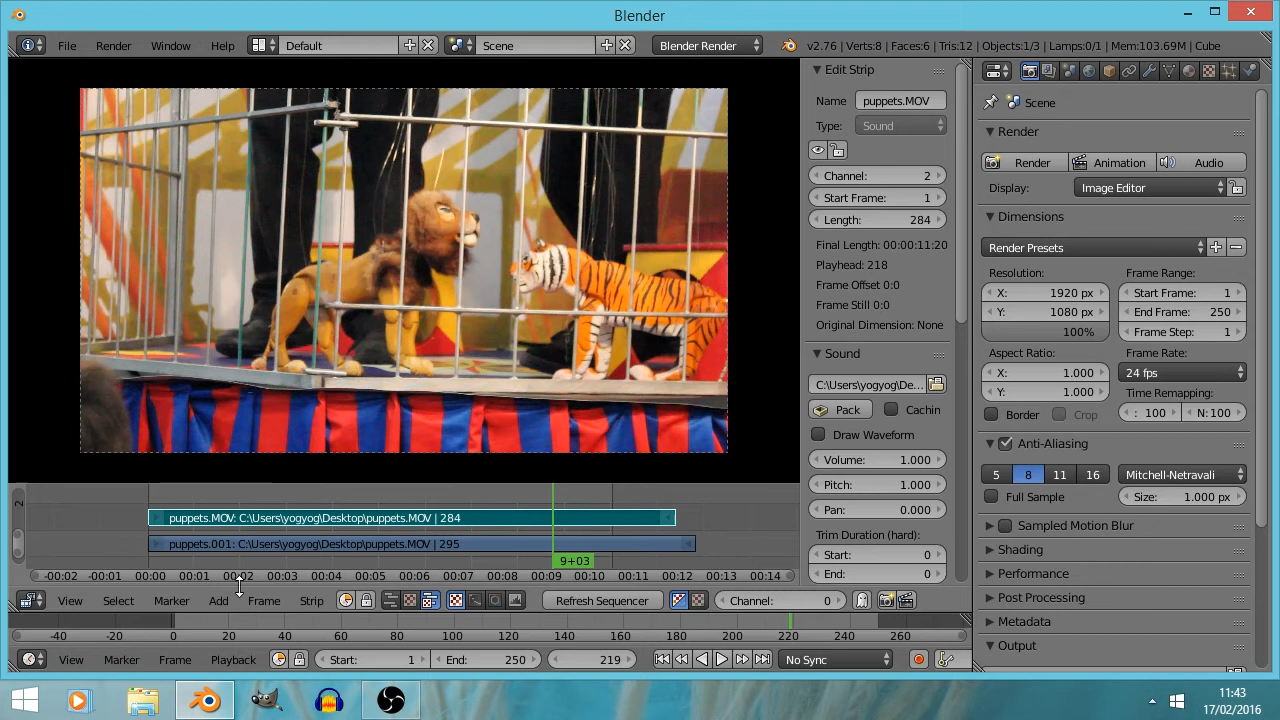 Blender
File Render Window Help Default Scene Blender Render v2.76 | Verts:8 | Faces:6 | Tris:12 | Objects:1/3 | Lamps:0/1 | Mem:103.69M | Cube
Edit Strip
Name puppets.MOV
Type: Sound
Channel: 2
Start Frame: 1
Length: 284
Final Length: 00:00:11:20
Playhead: 218
Frame Offset 0:0
Frame Still 0:0
Original Dimension: None
Sound
C:\Users\yogyog\De...
Pack Cachin
Draw Waveform
Volume: 1.000
Pitch: 1.000
Pan: 0.000
Trim Duration (hard):
Start: 0
End: 0
Scene
Render
Render Animation Audio
Display: Image Editor
Dimensions
Render Presets
Resolution: Frame Range:
X: 1920 px Start Frame: 1
Y: 1080 px End Frame: 250
100% Frame Step: 1
Aspect Ratio: Frame Rate:
X: 1.000 24 fps
Y: 1.000 Time Remapping:
Border Crop : 100 N:100
Anti-Aliasing
5 8 11 16 Mitchell-Netravali
Full Sample Size: 1.000 px
Sampled Motion Blur
Shading
Performance
Post Processing
Metadata
Output
2
puppets.MOV: C:\Users\yogyog\Desktop\puppets.MOV | 284
puppets.001: C:\Users\yogyog\Desktop\puppets.MOV | 295
9+03
-00:02 -00:01 00:00 00:01 00:02 00:03 00:04 00:05 00:06 00:07 00:08 00:09 00:10 00:11 00:13 00:14
View Select Marker Add Frame Strip Refresh Sequencer Channel: 0
-40 -20 0 20 40 60 80 100 120 140 160 180 200 220 240 260
View Marker Frame Playback Start: 1 End: 250 219 No Sync
11:43
17/02/2016